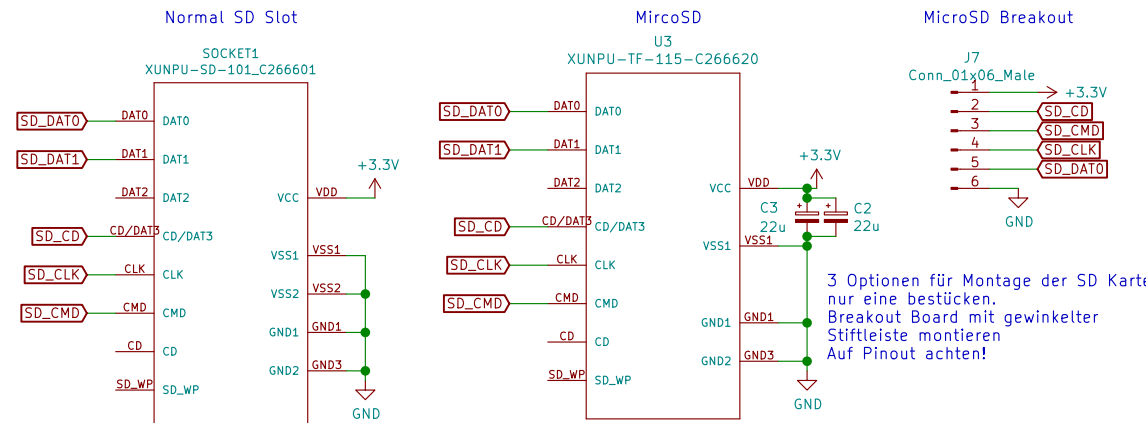 Normal SD Slot
SOCKET1
XUNPU-SD-101_C266601
SD_DAT0
DAT0
DAT0
SD_DAT1
DAT1
DAT1
DAT2
DAT2
SD_CD
CD/DAT3
CD/DAT3
SD_CLK
CLK
CLK
SD_CMD
CMD
CMD
CD
CD
SD_WP
SD_WP
VCC
VDD
+3.3V
VSS1
VSS1
VSS2
VSS2
GND1
GND1
GND2
GND3
GND
MircoSD
U3
XUNPU-TF-115-C266620
SD_DAT0
DAT0
DAT0
SD_DAT1
DAT1
DAT1
DAT2
DAT2
SD_CD
CD/DAT3
CD/DAT3
SD_CLK
CLK
CLK
SD_CMD
CMD
CMD
CD
CD
SD_WP
SD_WP
VCC
VDD
+3.3V
VSS1
VSS1
GND1
GND1
GND2
GND3
GND
C3
22u
C2
22u
+
+
MicroSD Breakout
J7
Conn_01x06_Male
1
+3.3V
2
SD_CD
3
SD_CMD
4
SD_CLK
5
SD_DAT0
6
GND
3 Optionen für Montage der SD Karte
nur eine bestücken.
Breakout Board mit gewinkelter
Stiftleiste montieren
Auf Pinout achten!